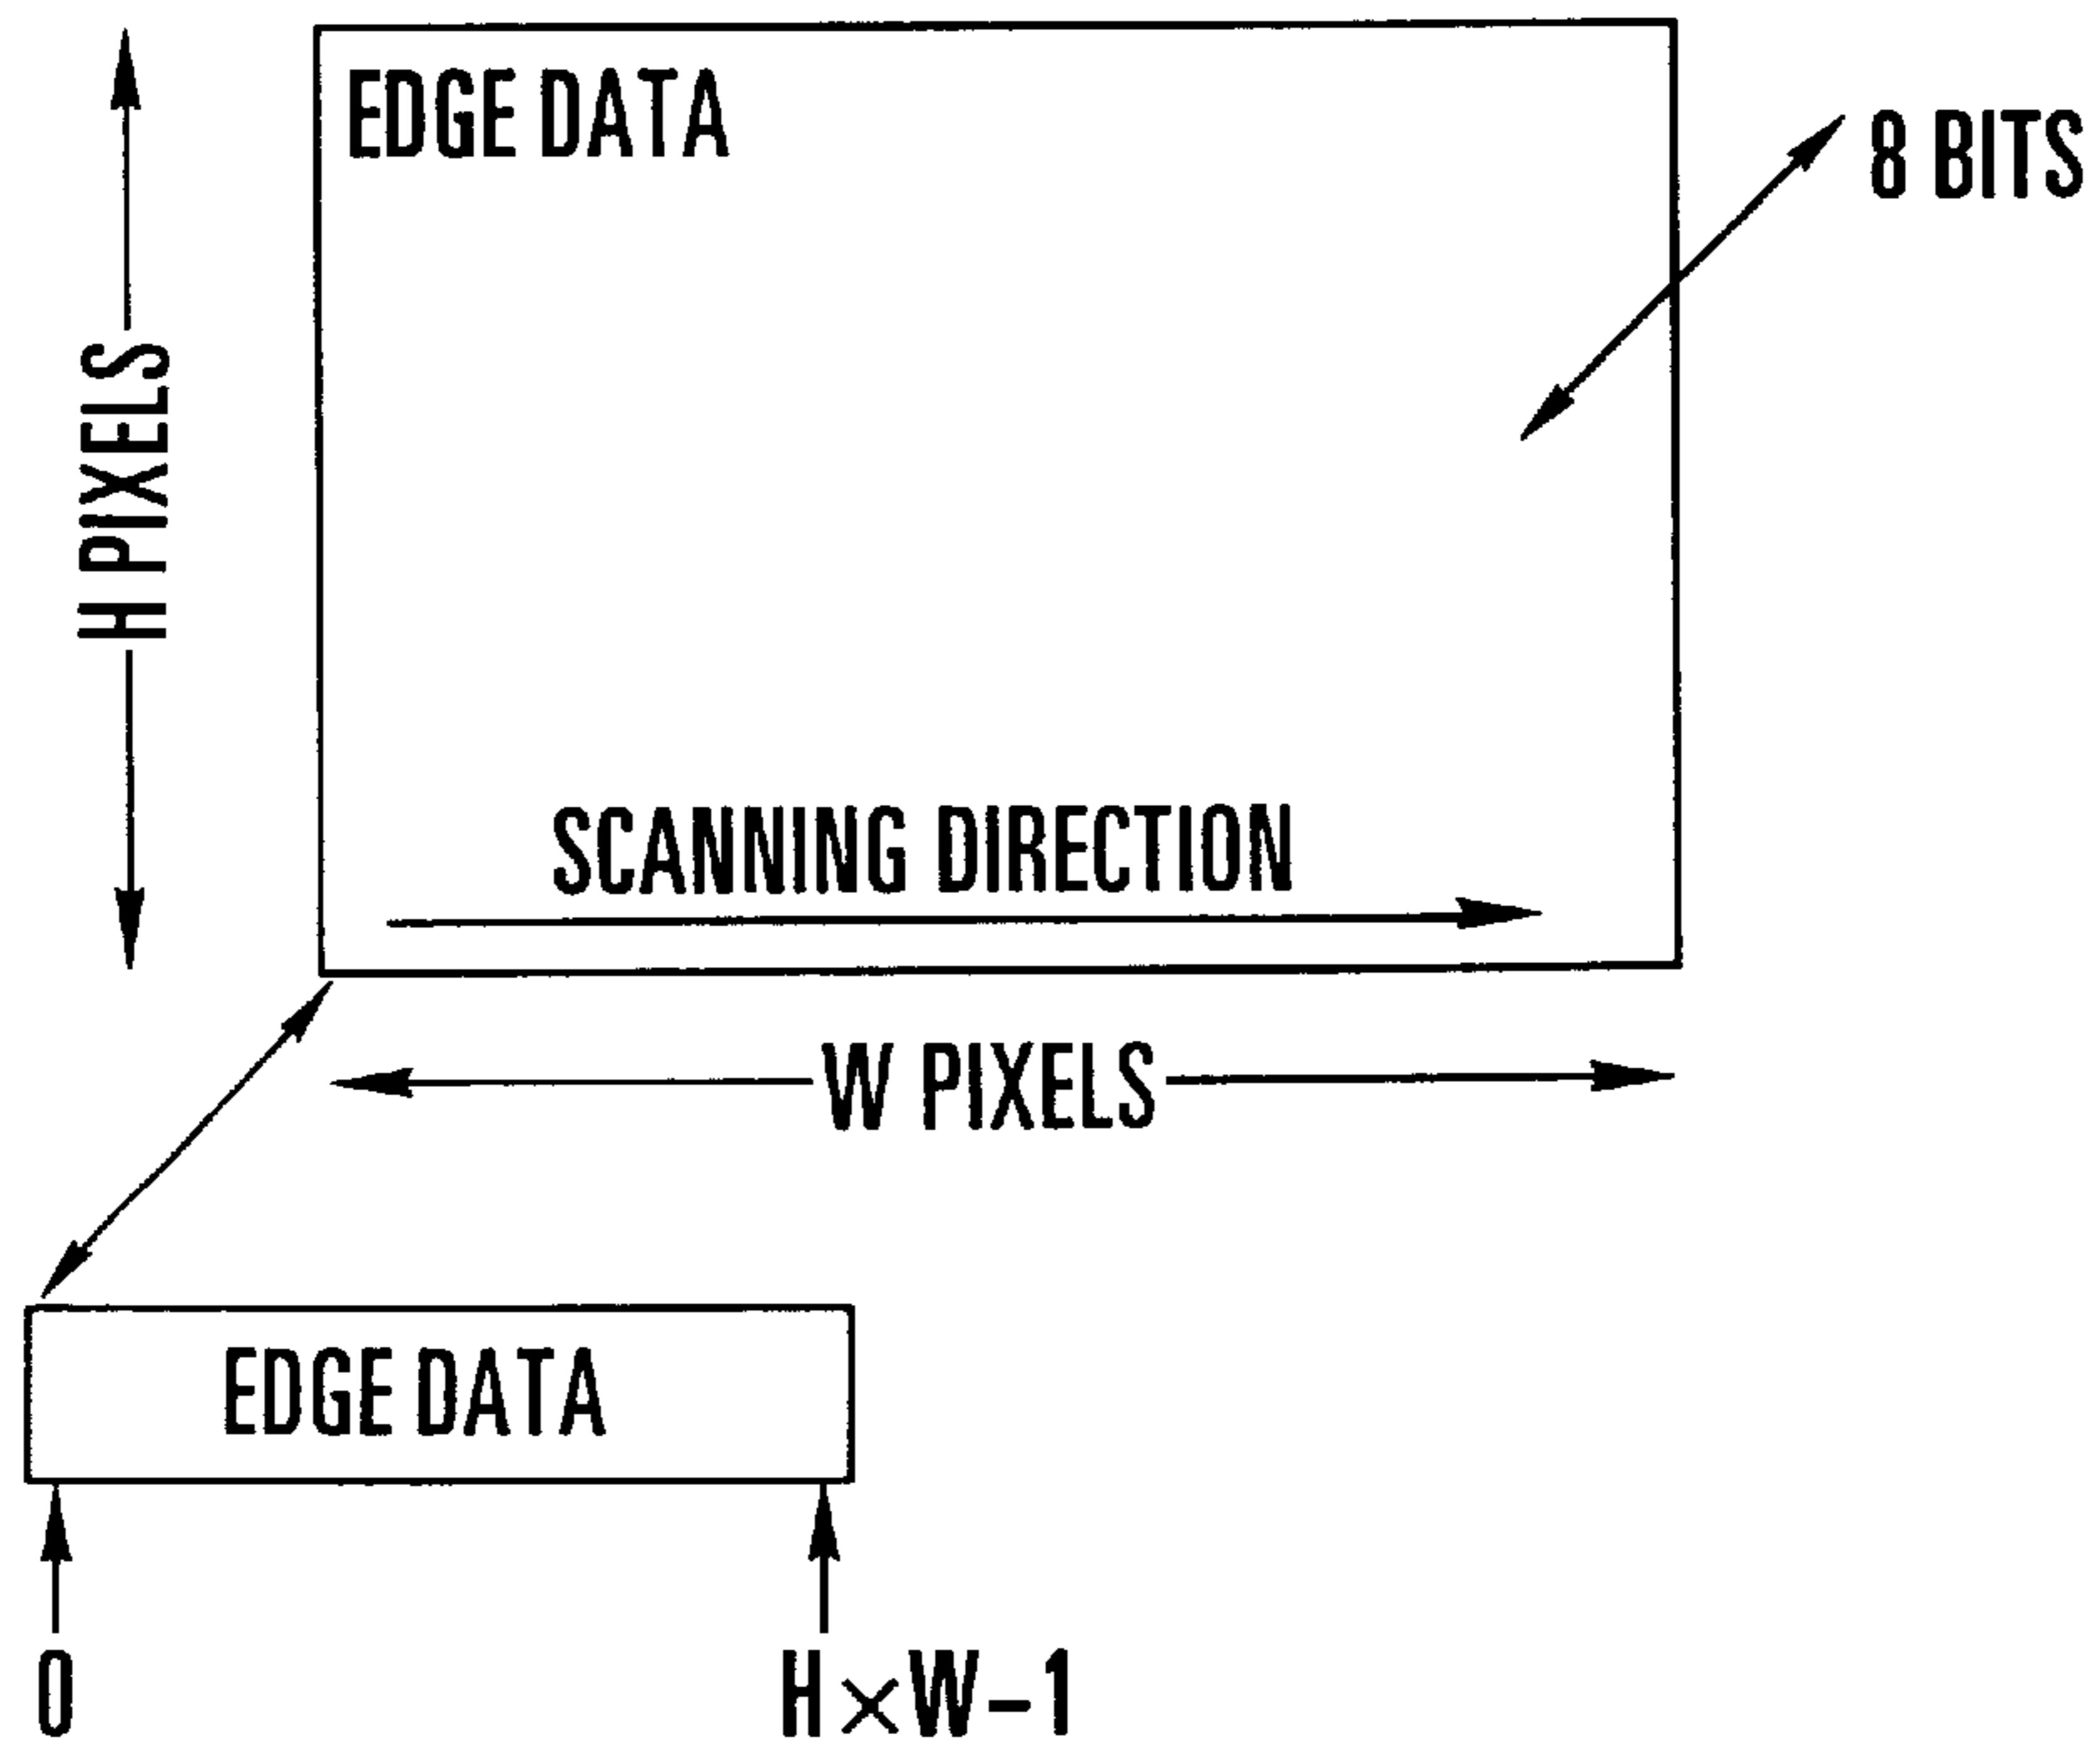 EDGE DATA
8 BITS
H PIXELS
SCANNING DIRECTION
W PIXELS
EDGE DATA
0
H×W-1